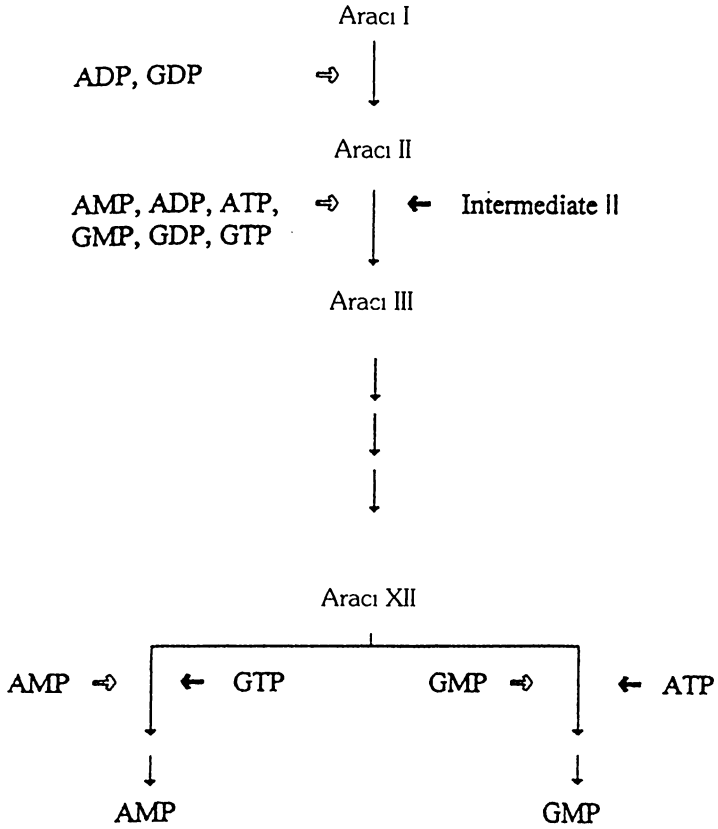 Aracı I
ADP, GDP
Aracı II
AMP, ADP, ATP,
GMP, GDP, GTP
Intermediate II
Aracı III
Aracı XII
AMP
GTP
GMP
ATP
AMP
GMP